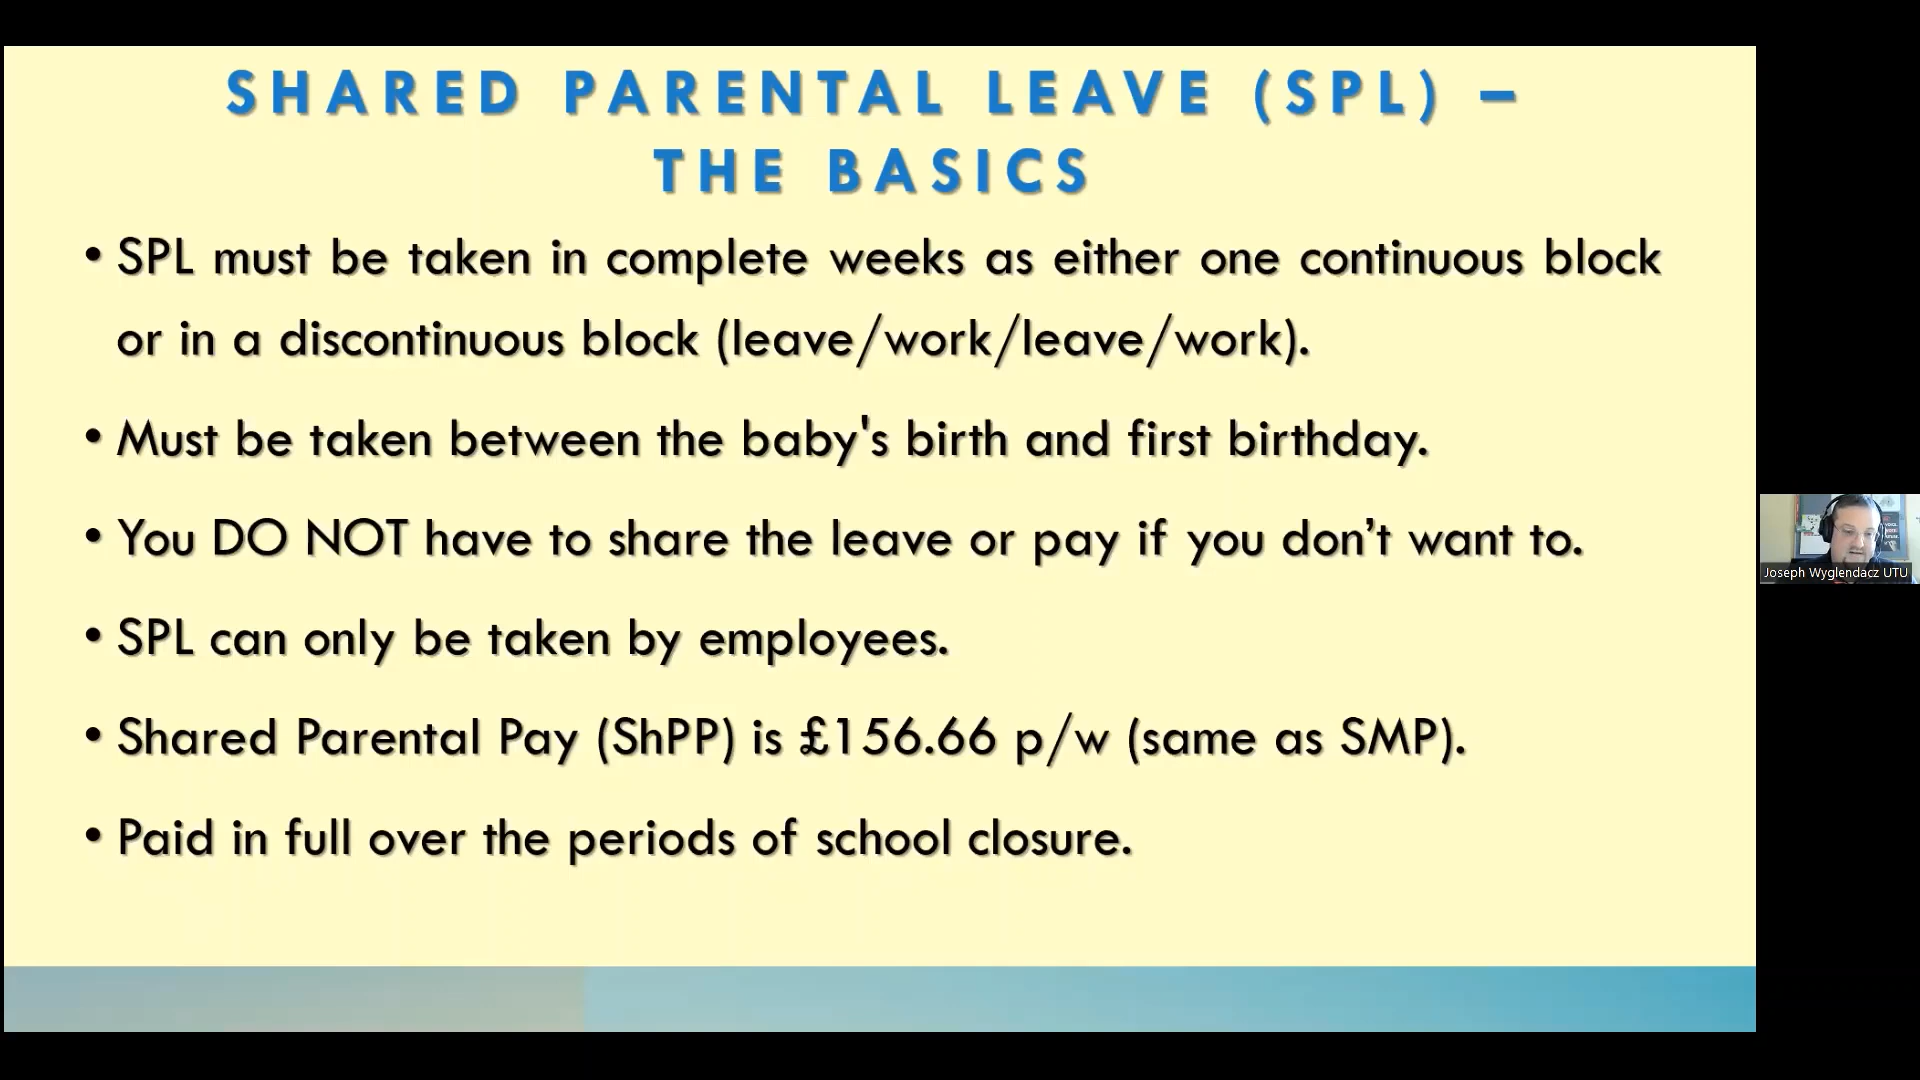 SHARED PARENTAL LEAVE (SPL) –
THE BASICS
• SPL must be taken in complete weeks as either one continuous block
or in a discontinuous block (leave/work/leave/work).
• Must be taken between the baby's birth and first birthday.
• You DO NOT have to share the leave or pay if you don’t want to.
• SPL can only be taken by employees.
• Shared Parental Pay (ShPP) is £156.66 p/w (same as SMP).
• Paid in full over the periods of school closure.
Joseph Wyglendacz UTU